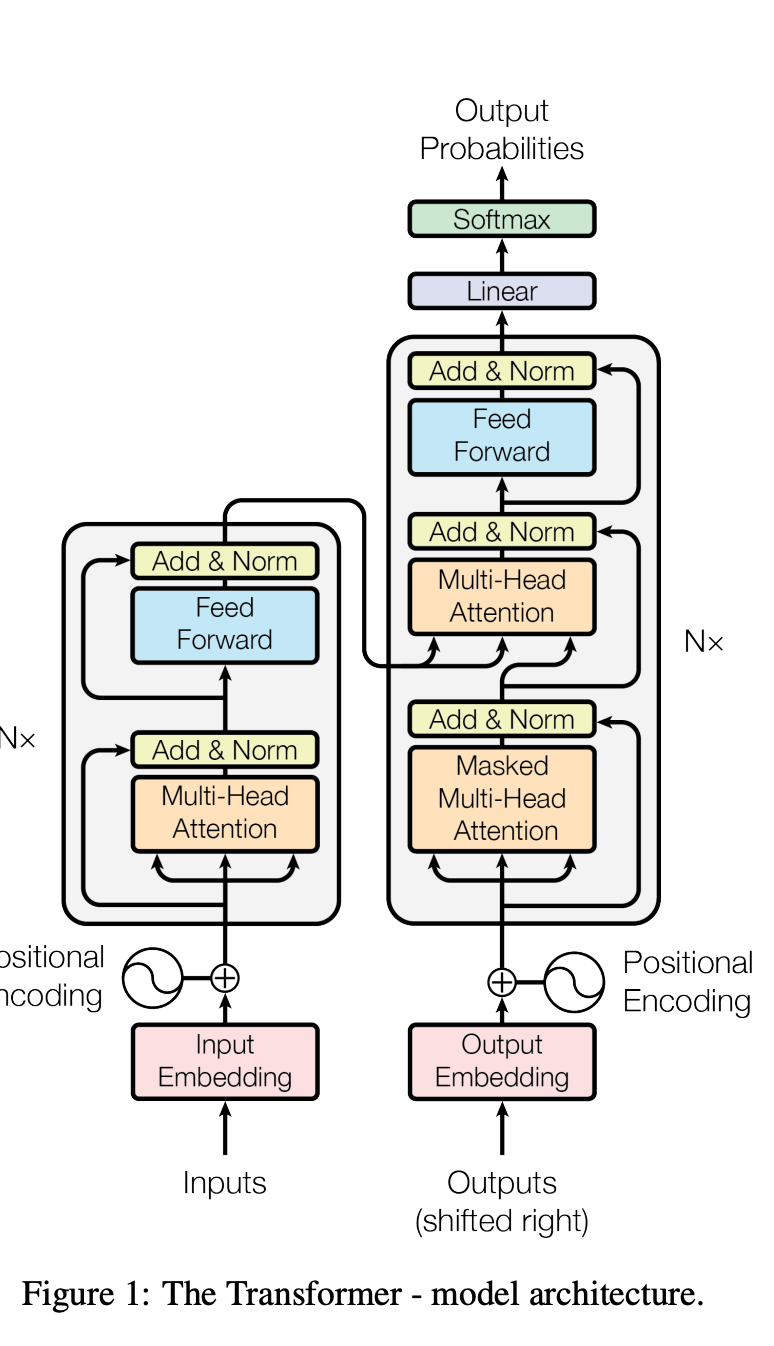 Output
Probabilities
Softmax
Linear
Add & Norm
Feed
Forward
Add & Norm
Multi-Head
Attention
Add & Norm
Masked
Multi-Head
Attention
N×
Add & Norm
Feed
Forward
Add & Norm
Multi-Head
Attention
N×
ositional
ncoding
Positional
Encoding
Input
Embedding
Output
Embedding
Inputs
Outputs
(shifted right)
Figure 1: The Transformer - model architecture.